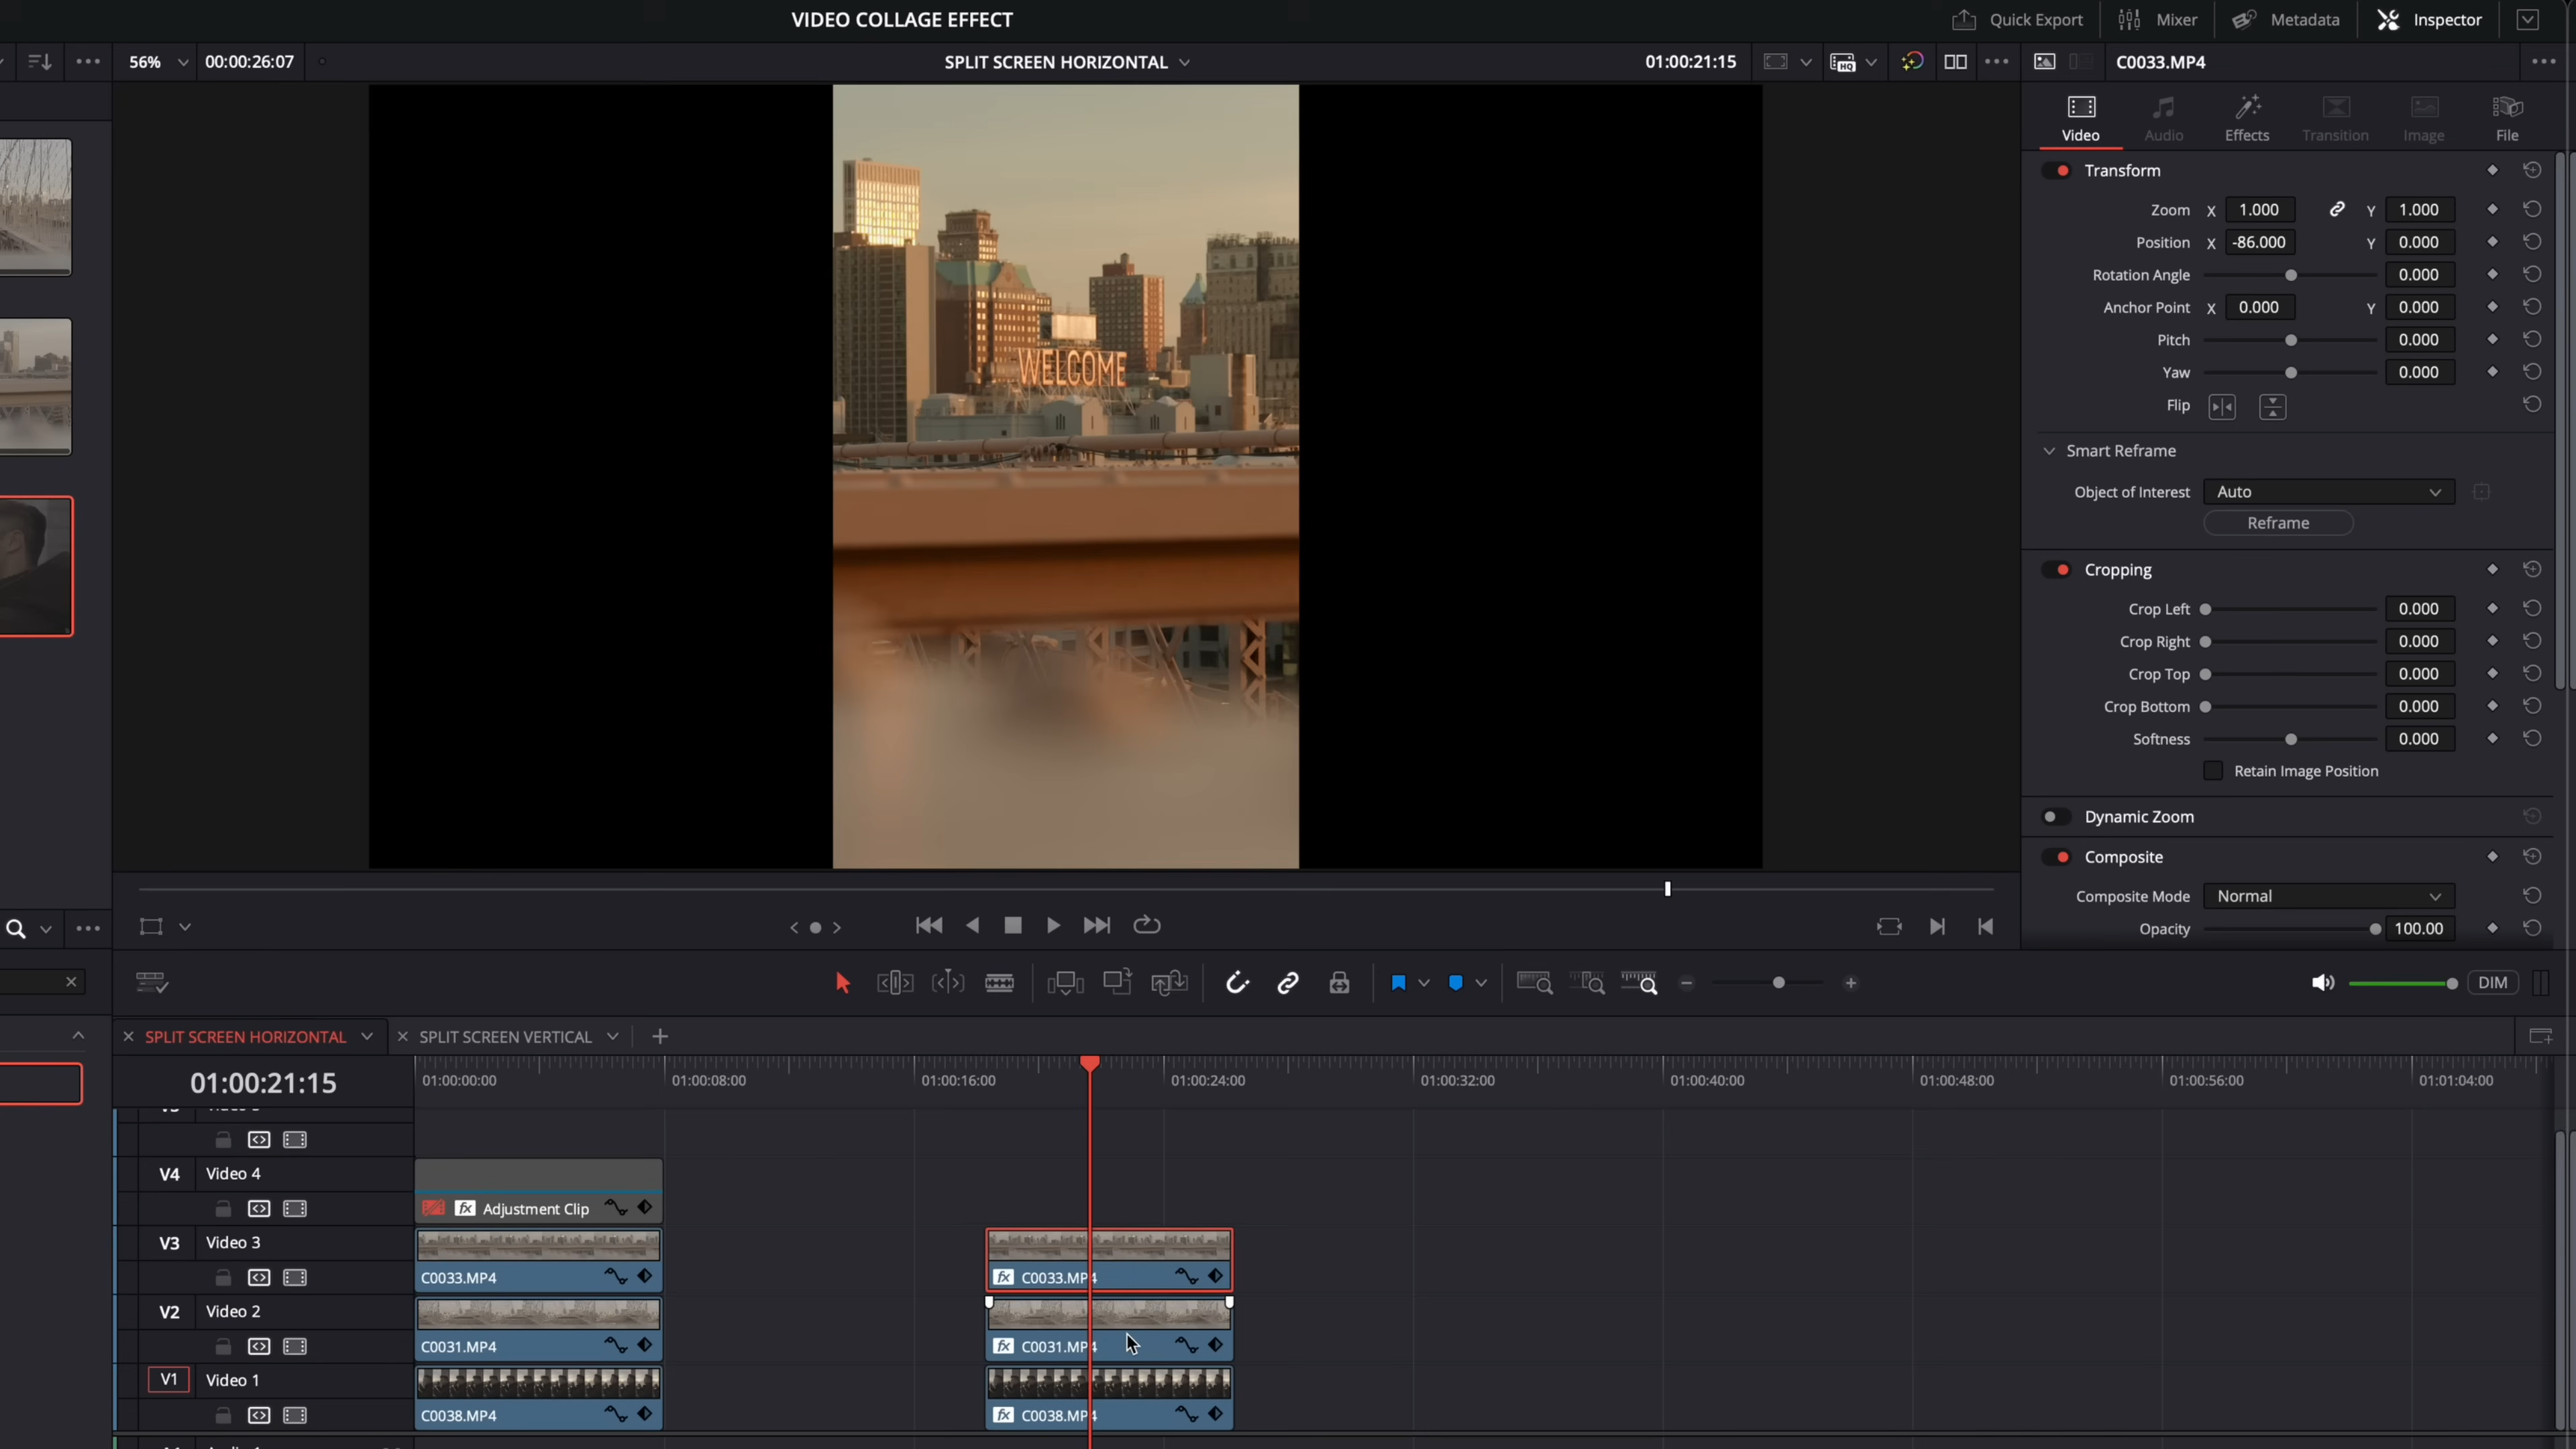 VIDEO COLLAGE EFFECT
Quick Export
Mixer
Metadata
Inspector
56%
00:00:26:07
SPLIT SCREEN HORIZONTAL
01:00:21:15
HQ
C0033.MP4
Video
Audio
Effects
Transition
Image
File
Transform
Zoom X 1.000 Y 1.000
Position X -86.000 Y 0.000
Rotation Angle 0.000
Anchor Point X 0.000 Y 0.000
Pitch 0.000
Yaw 0.000
Flip
Smart Reframe
Object of Interest Auto
Reframe
Cropping
Crop Left 0.000
Crop Right 0.000
Crop Top 0.000
Crop Bottom 0.000
Softness 0.000
Retain Image Position
Dynamic Zoom
Composite
Composite Mode Normal
Opacity 100.00
WELCOME
DIM
SPLIT SCREEN HORIZONTAL
SPLIT SCREEN VERTICAL
01:00:21:15
01:00:00:00
01:00:08:00
01:00:16:00
01:00:24:00
01:00:32:00
01:00:40:00
01:00:48:00
01:00:56:00
01:01:04:00
V4 Video 4
fx Adjustment Clip
V3 Video 3
C0033.MP4
fx C0033.MP4
V2 Video 2
C0031.MP4
fx C0031.MP4
V1 Video 1
C0038.MP4
fx C0038.MP4